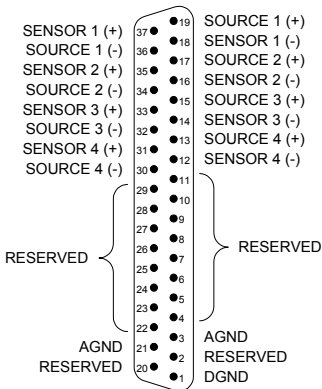 SOURCE 1 (+)
SENSOR 1 (-)
SOURCE 2 (+)
SENSOR 2 (-)
SOURCE 3 (+)
SENSOR 3 (-)
SOURCE 4 (+)
SENSOR 4 (-)
RESERVED
AGND
RESERVED
DGND
19
18
17
16
15
14
13
12
11
10
9
8
7
6
5
4
3
2
1
SENSOR 1 (+)
SOURCE 1 (-)
SENSOR 2 (+)
SOURCE 2 (-)
SENSOR 3 (+)
SOURCE 3 (-)
SENSOR 4 (+)
SOURCE 4 (-)
RESERVED
AGND
RESERVED
37
36
35
34
33
32
31
30
29
28
27
26
25
24
23
22
21
20